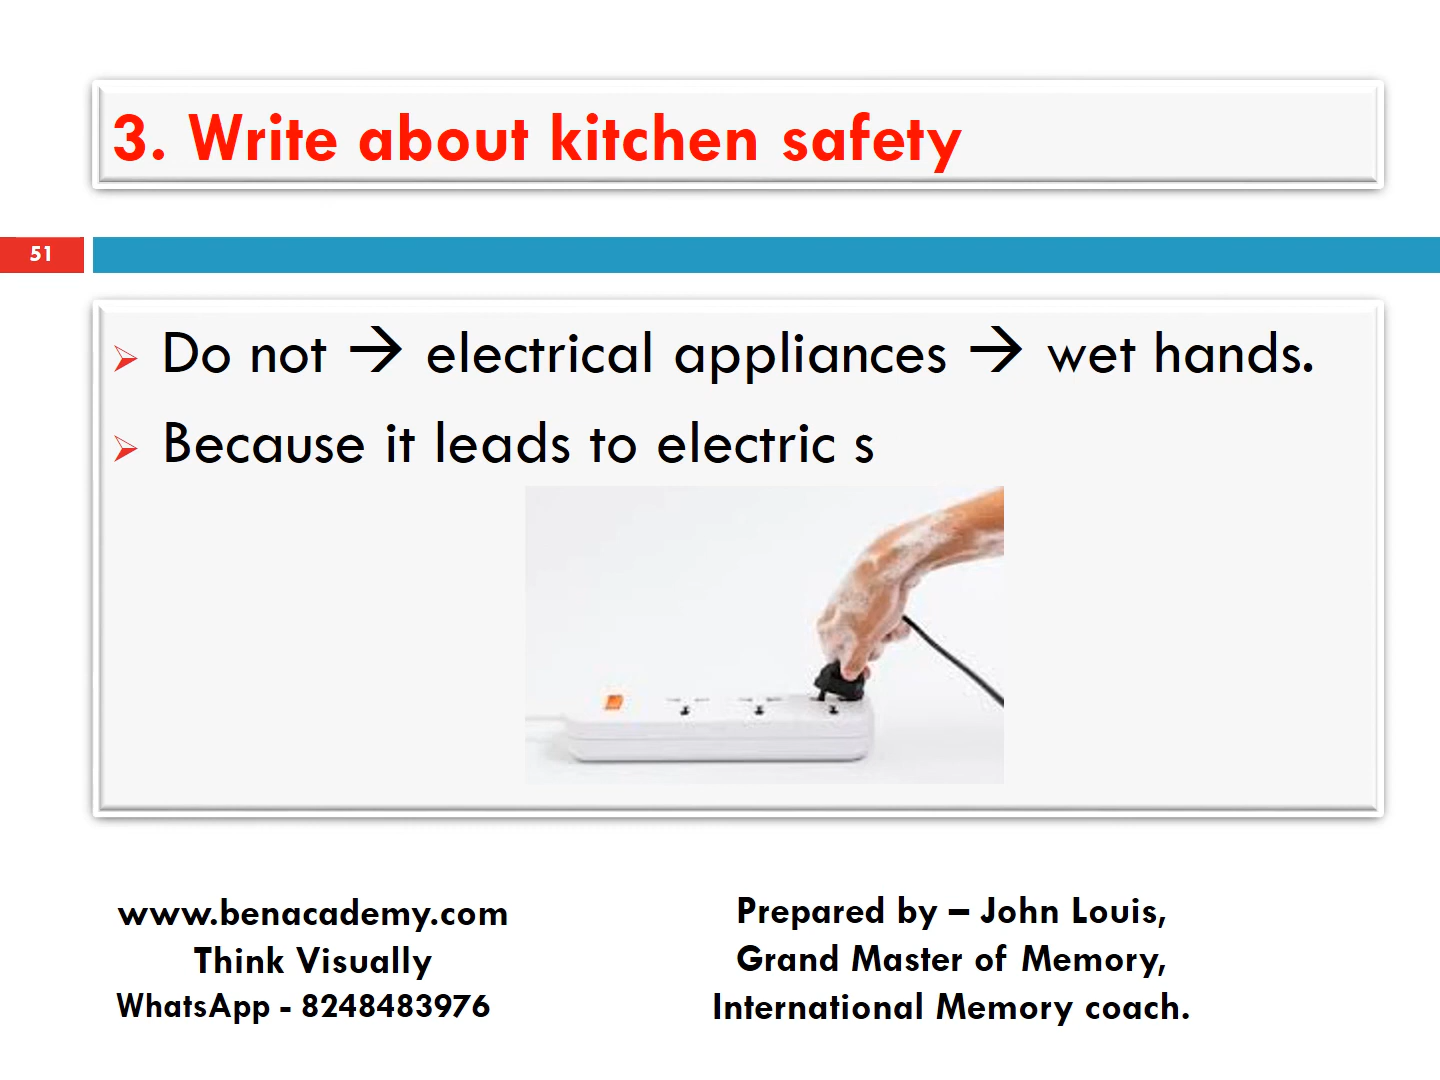 3. Write about kitchen safety
51
Do not → electrical appliances → wet hands.
Because it leads to electric s
www.benacademy.com
Think Visually
WhatsApp - 8248483976
Prepared by – John Louis,
Grand Master of Memory,
International Memory coach.